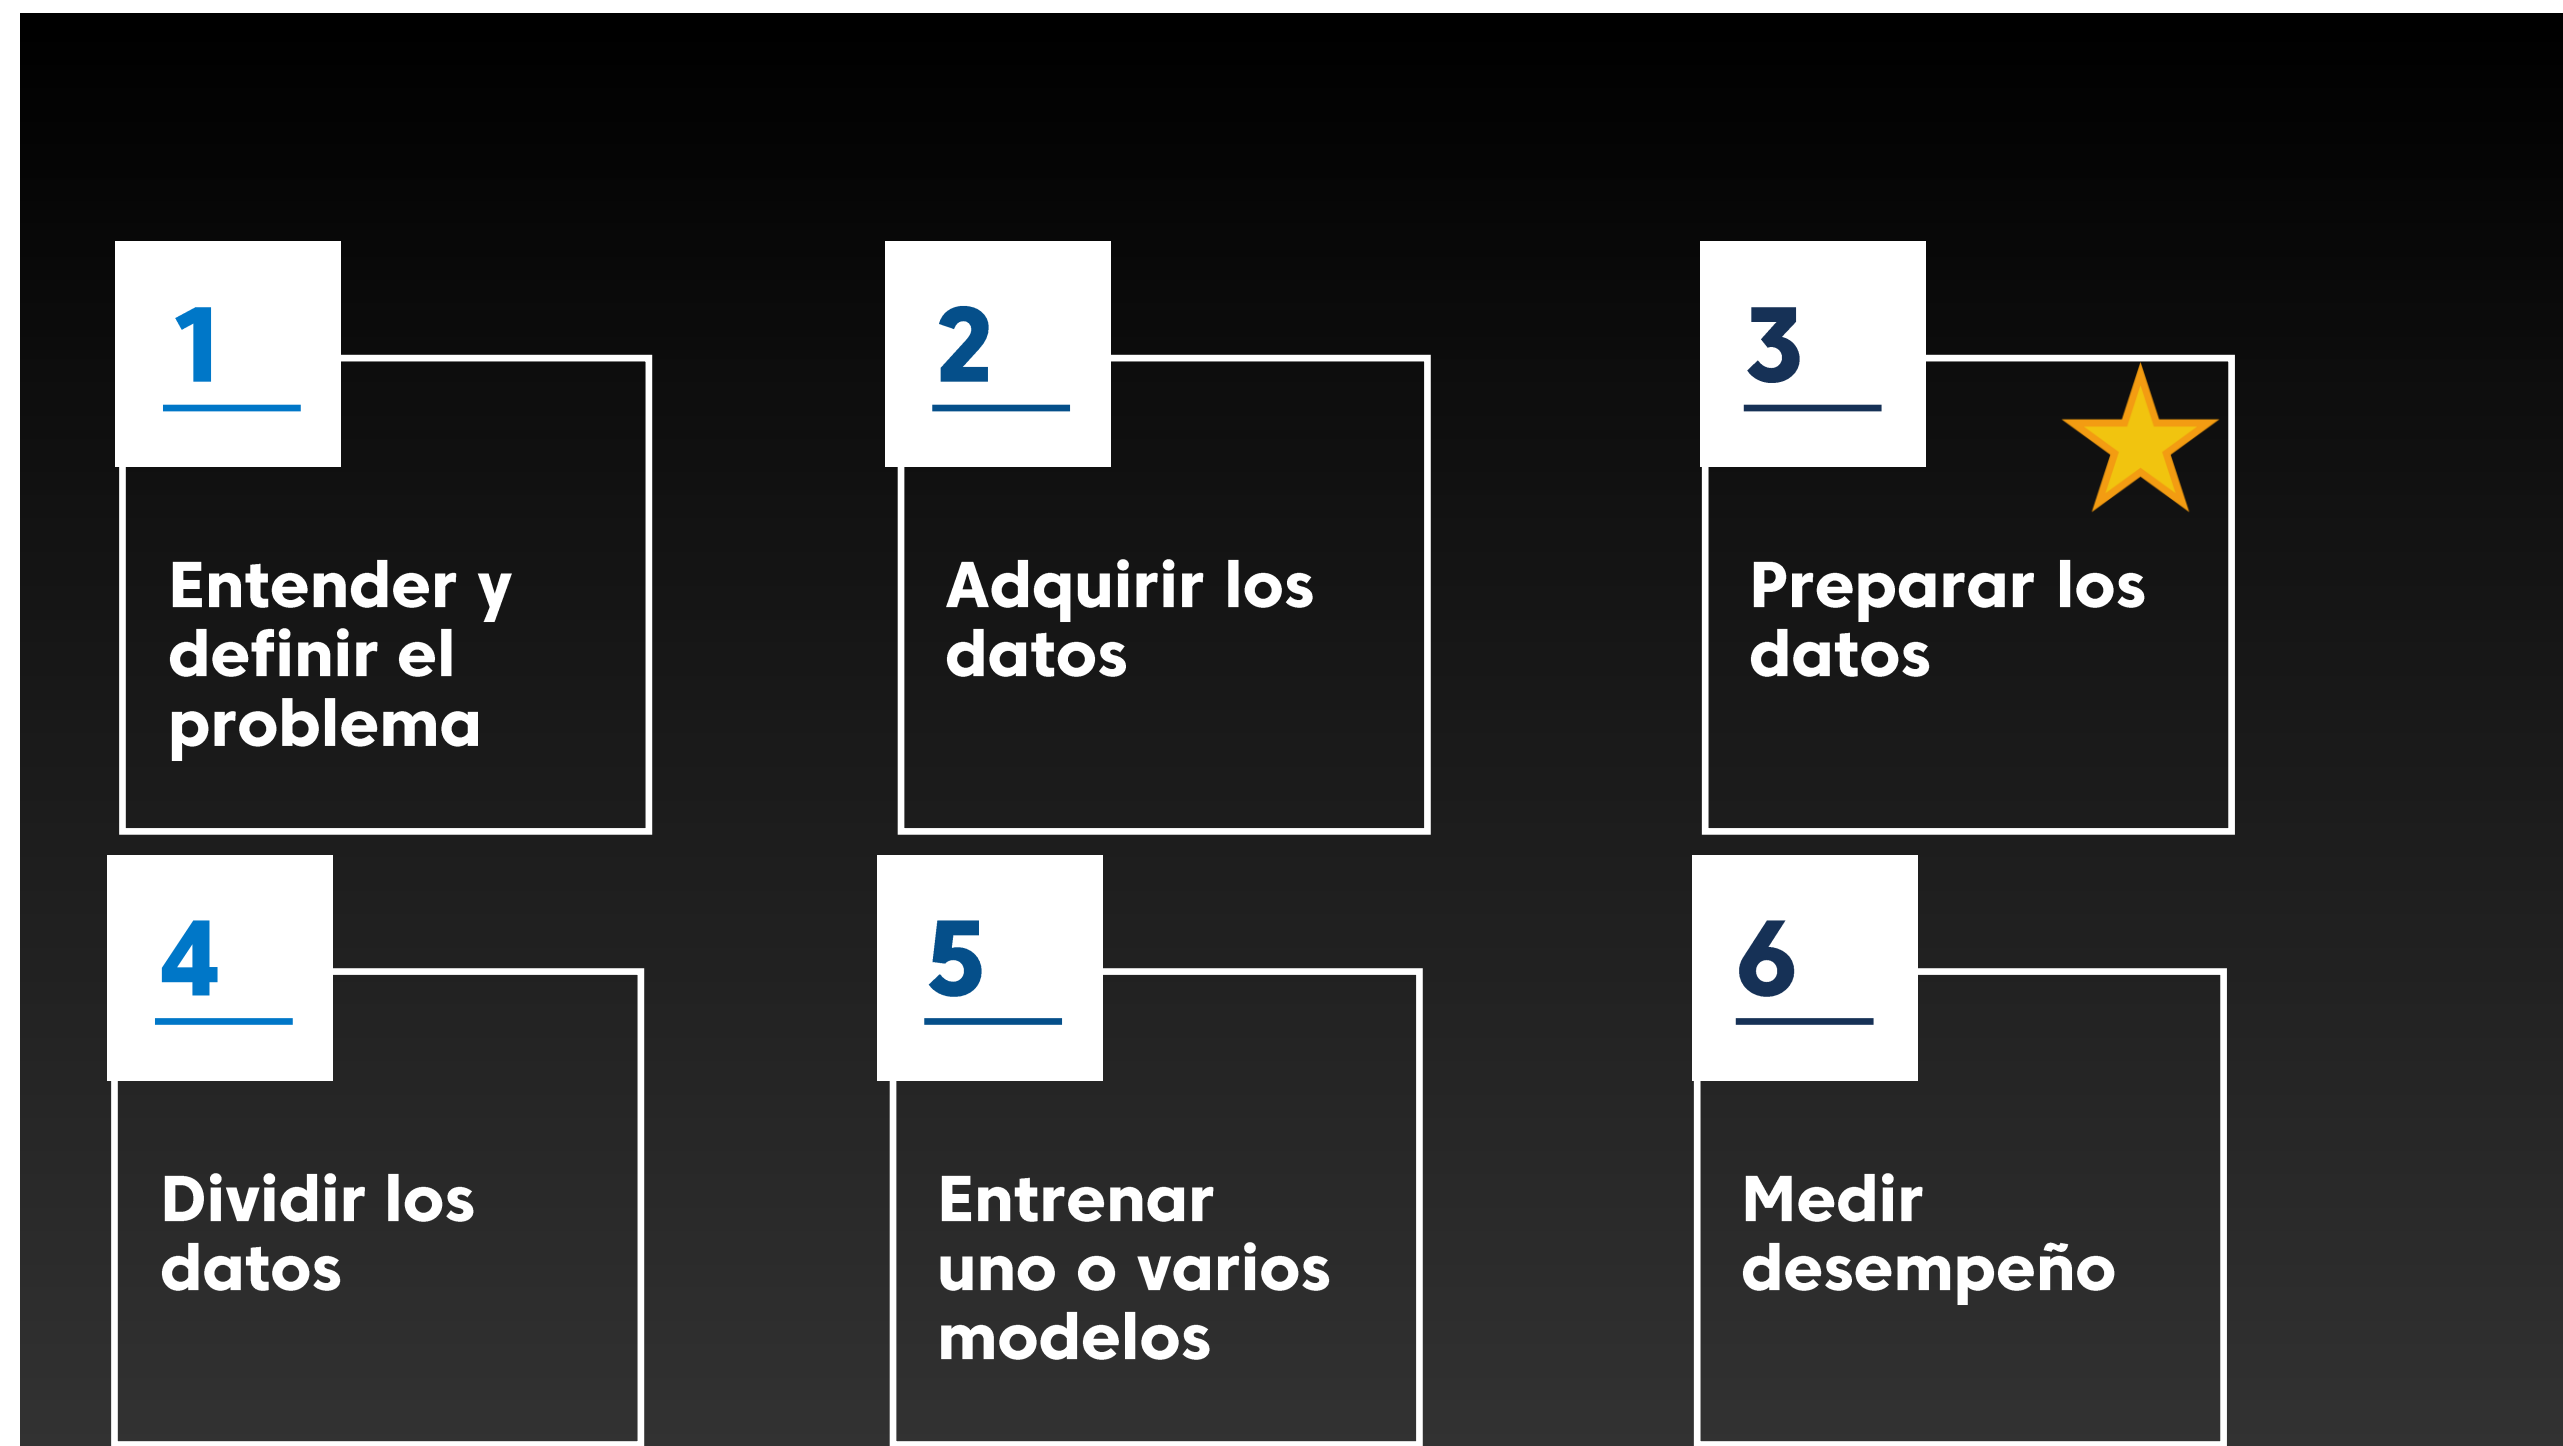 1
Entender y
definir el
problema
2
Adquirir los
datos
3
Preparar los
datos
4
Dividir los
datos
5
Entrenar
uno o varios
modelos
6
Medir
desempeño